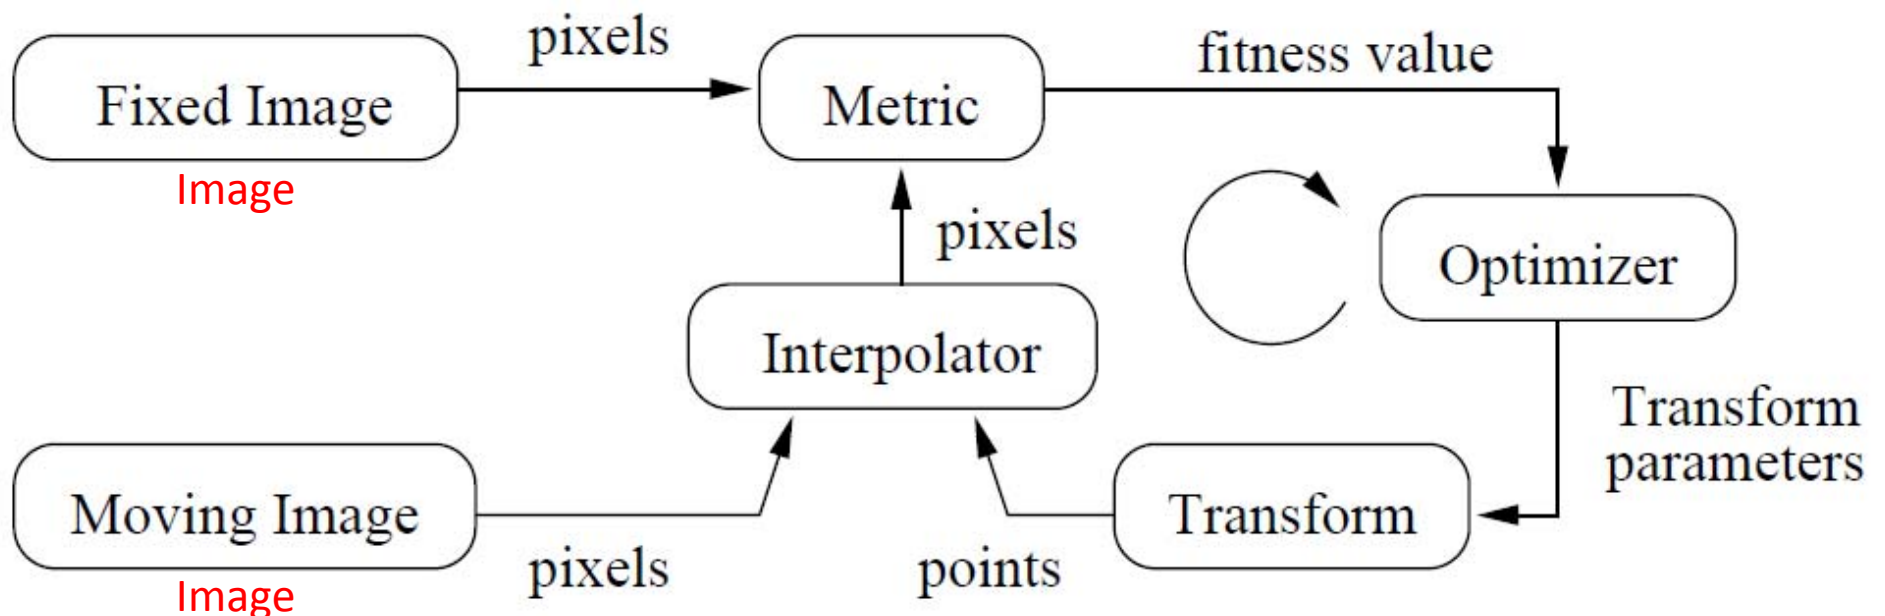 pixels
fitness value
Fixed Image
Metric
Image
pixels
Optimizer
Interpolator
Transform
parameters
Moving Image
Transform
pixels
points
Image